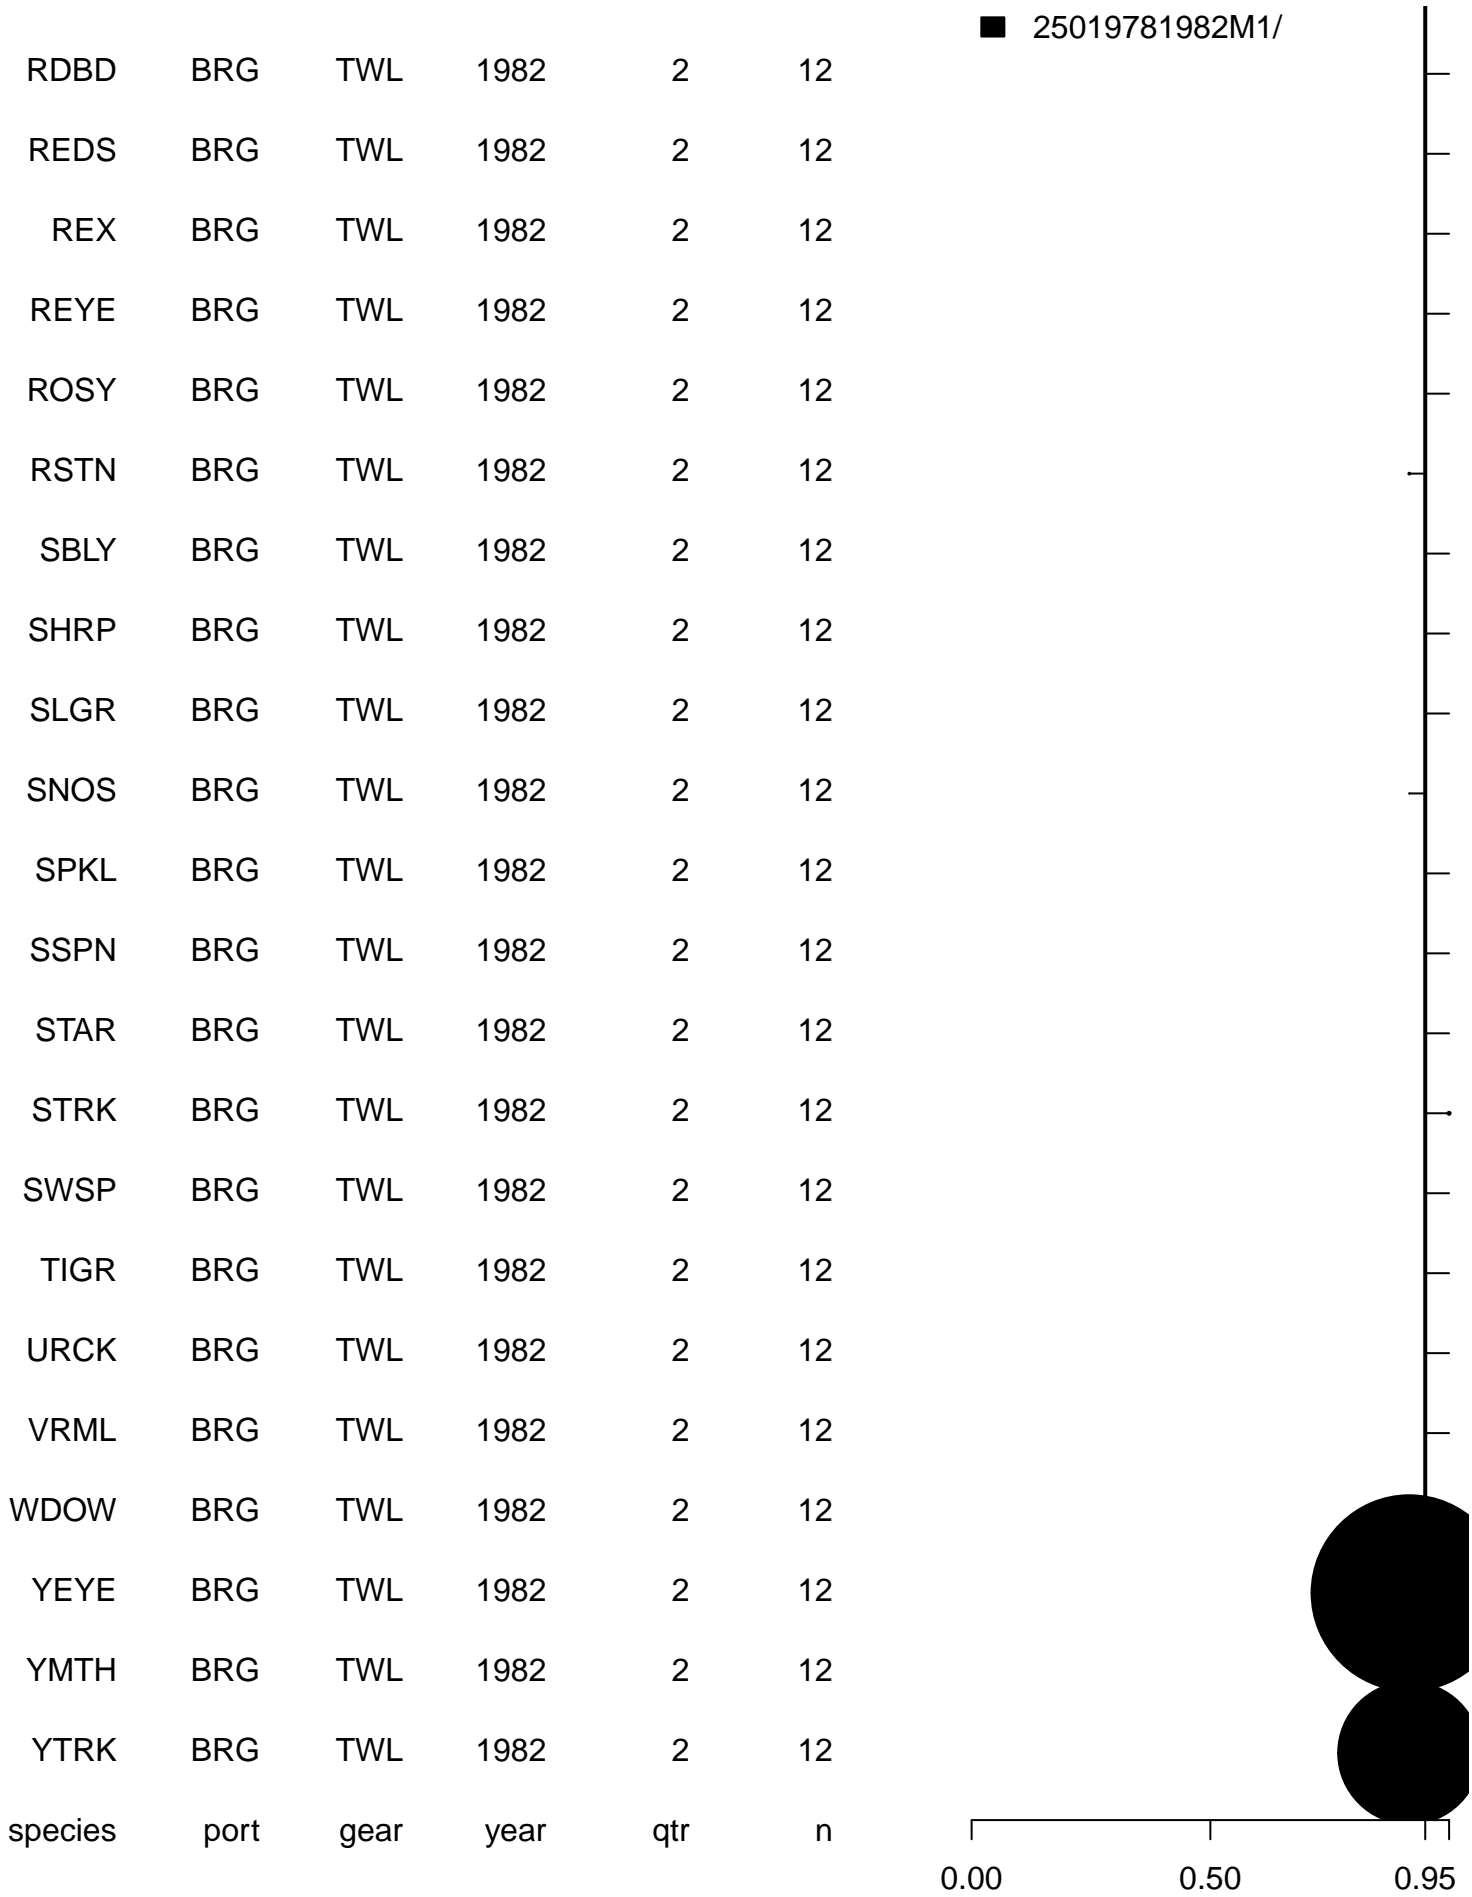 25019781982M1/
RDBD BRG TWL 1982 2 12
REDS BRG TWL 1982 2 12
REX BRG TWL 1982 2 12
REYE BRG TWL 1982 2 12
ROSY BRG TWL 1982 2 12
RSTN BRG TWL 1982 2 12
SBLY BRG TWL 1982 2 12
SHRP BRG TWL 1982 2 12
SLGR BRG TWL 1982 2 12
SNOS BRG TWL 1982 2 12
SPKL BRG TWL 1982 2 12
SSPN BRG TWL 1982 2 12
STAR BRG TWL 1982 2 12
STRK BRG TWL 1982 2 12
SWSP BRG TWL 1982 2 12
TIGR BRG TWL 1982 2 12
URCK BRG TWL 1982 2 12
VRML BRG TWL 1982 2 12
WDOW BRG TWL 1982 2 12
YEYE BRG TWL 1982 2 12
YMTH BRG TWL 1982 2 12
YTRK BRG TWL 1982 2 12
species port gear year qtr n
0.00 0.50 0.95